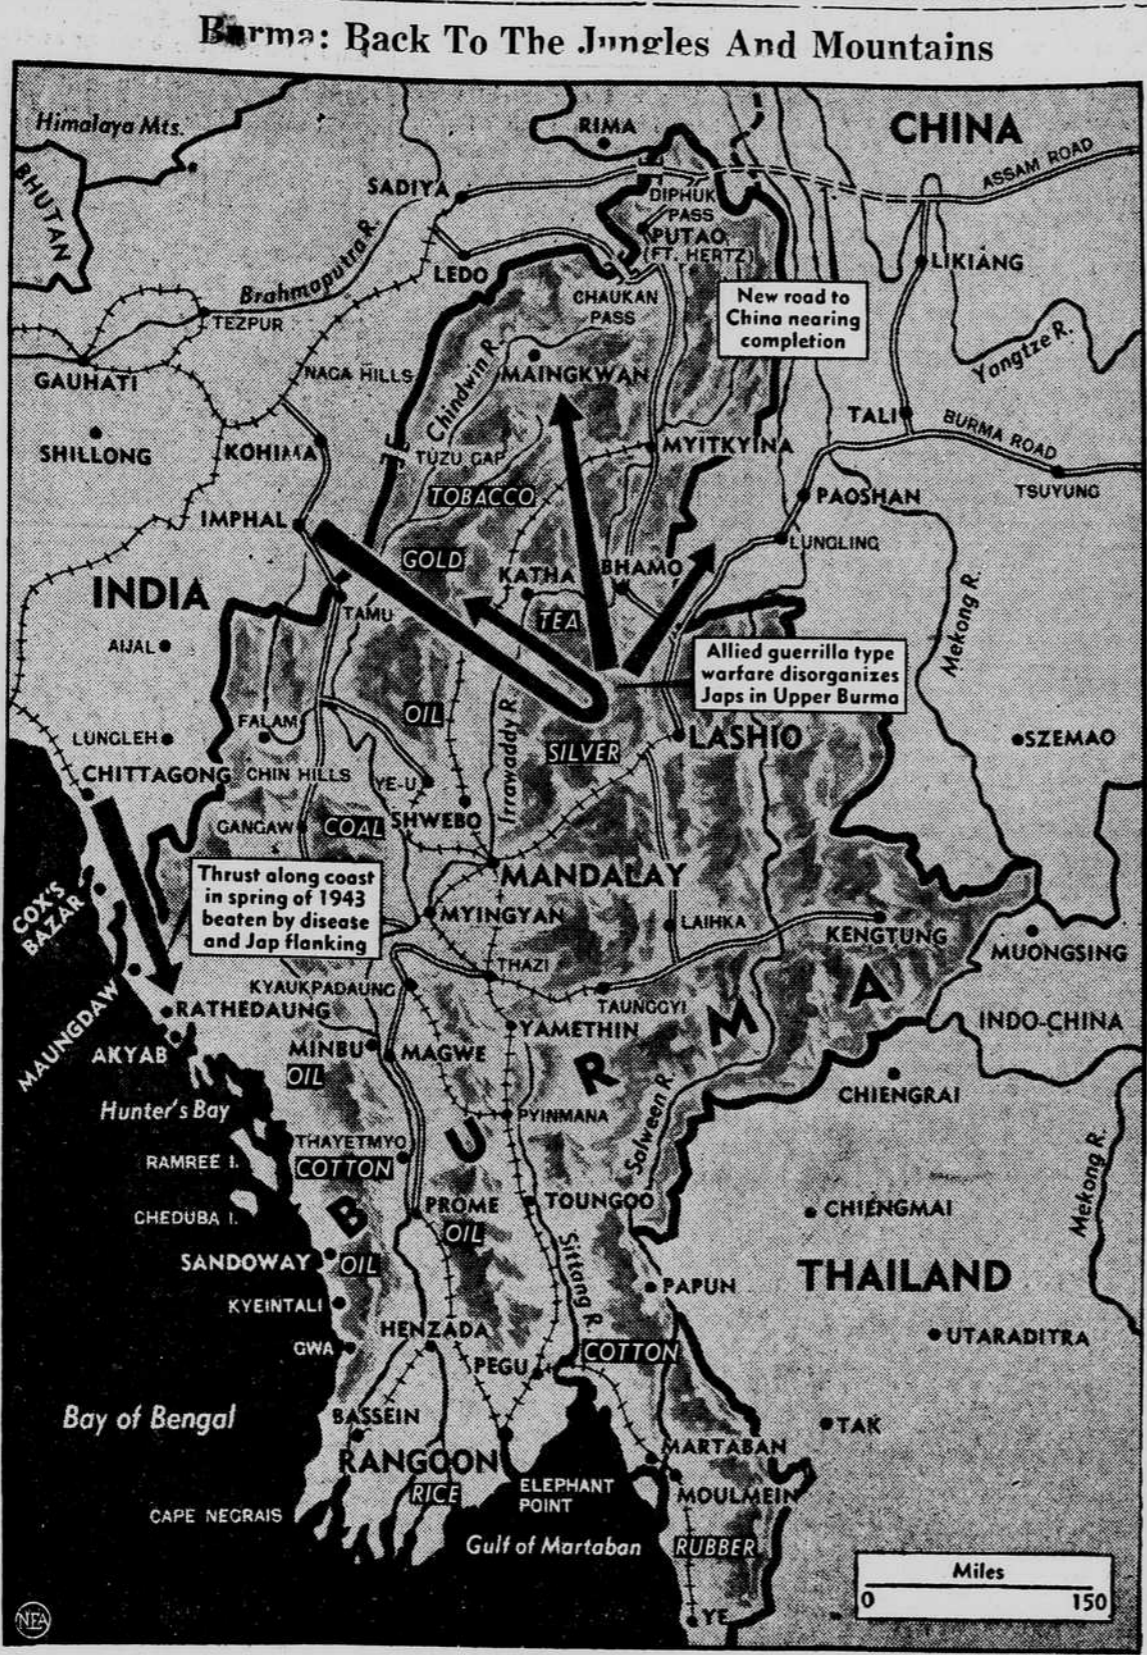 Burma: Back To The Jungles And Mountains
Himalaya Mts.
RIMA
CHINA
ASSAM ROAD
BHUTAN
SADIYA
DIPHUK
PASS
PUTAO
(FT. HERTZ)
LIKIANG
Brahmaputra R.
LEDO
CHAUKAN
PASS
New road to
China nearing
completion
TEZPUR
Yangtze R.
GAUHATI
NAGA HILLS
Chindwin R.
MAINGKWAN
TALI
BURMA ROAD
SHILLONG
KOHIMA
TUZU GAP
MYITKYINA
TSUYUNG
TOBACCO
PAOSHAN
IMPHAL
LUNGLING
GOLD
KATHA
BHAMO
INDIA
TAMU
TEA
Mekong R.
AIJAL
Allied guerrilla type
warfare disorganizes
Japs in Upper Burma
FALAM
OIL
Irrawaddy R.
LUNGLEH
SILVER
LASHIO
SZEMAO
CHITTAGONG
CHIN HILLS
YE-U
GANGAW
COAL
SHWEBO
MANDALAY
Thrust along coast
in spring of 1943
beaten by disease
and Jap flanking
COX'S
BAZAR
MYINGYAN
LAIHKA
KENGTUNG
MUONGSING
THAZI
KYAUKPADAUNG
TAUNGGYI
MAUNGDAW
RATHEDAUNG
YAMETHIN
INDO-CHINA
AKYAB
MINBU
MAGWE
OIL
CHIENGRAI
Hunter's Bay
PYINMANA
Salween R.
THAYETMYO
COTTON
RAMREE I.
BURMA
PROME
OIL
TOUNGOO
CHIENGMAI
Mekong R.
CHEDUBA I.
SANDOWAY
OIL
Sittang R.
PAPUN
THAILAND
KYEINTALI
HENZADA
UTARADITRA
GWA
PEGU
COTTON
Bay of Bengal
BASSEIN
TAK
RANGOON
MARTABAN
RICE
ELEPHANT
POINT
MOULMEIN
CAPE NEGRAIS
Gulf of Martaban
RUBBER
Miles
0 150
NEA
YE